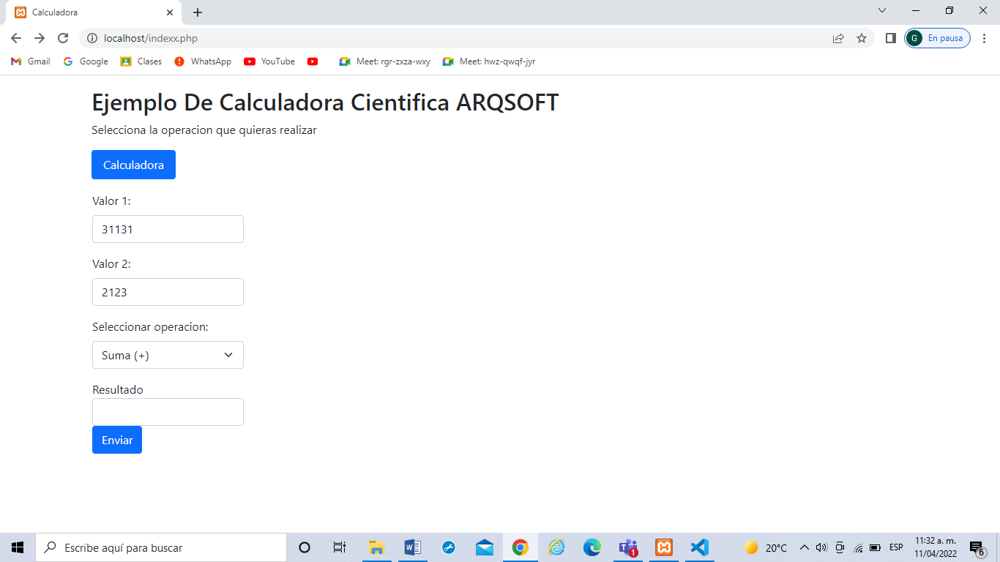 Calculadora
localhost/indexx.php
G En pausa
Gmail Google Clases WhatsApp YouTube Meet: rgr-zxza-wxy Meet: hwz-qwqf-jyr
Ejemplo De Calculadora Cientifica ARQSOFT
Selecciona la operacion que quieras realizar
Calculadora
Valor 1:
31131
Valor 2:
2123
Seleccionar operacion:
Suma (+)
Resultado
Enviar
Escribe aquí para buscar
1
20°C
ESP
11:32 a. m.
11/04/2022
6